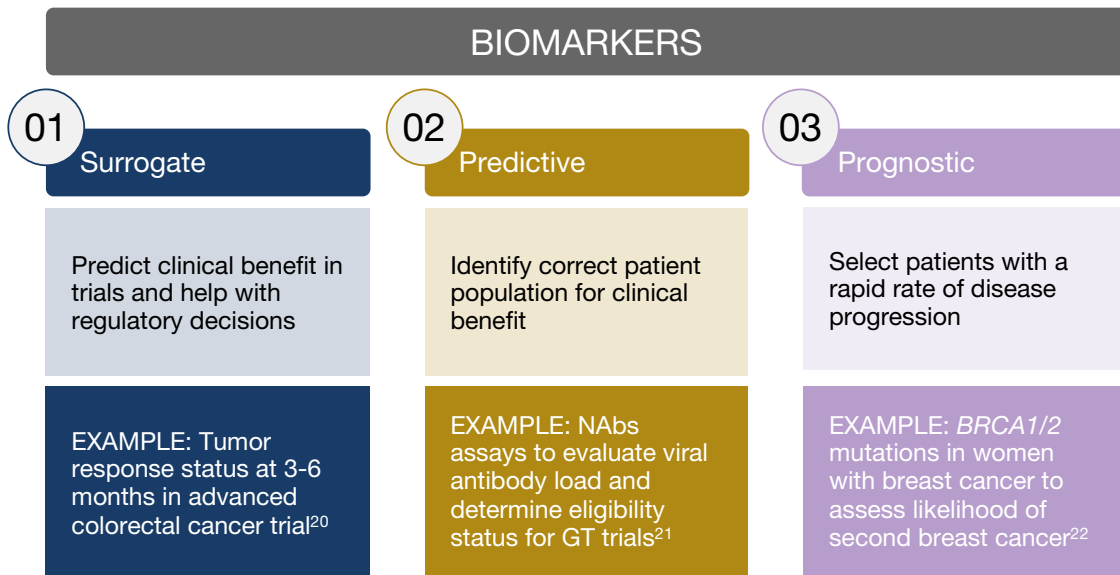 BIOMARKERS
01
Surrogate
Predict clinical benefit in
trials and help with
regulatory decisions
EXAMPLE: Tumor
response status at 3-6
months in advanced
colorectal cancer trial20
02
Predictive
Identify correct patient
population for clinical
benefit
EXAMPLE: NAbs
assays to evaluate viral
antibody load and
determine eligibility
status for GT trials21
03
Prognostic
Select patients with a
rapid rate of disease
progression
EXAMPLE: BRCA1/2
mutations in women
with breast cancer to
assess likelihood of
second breast cancer22